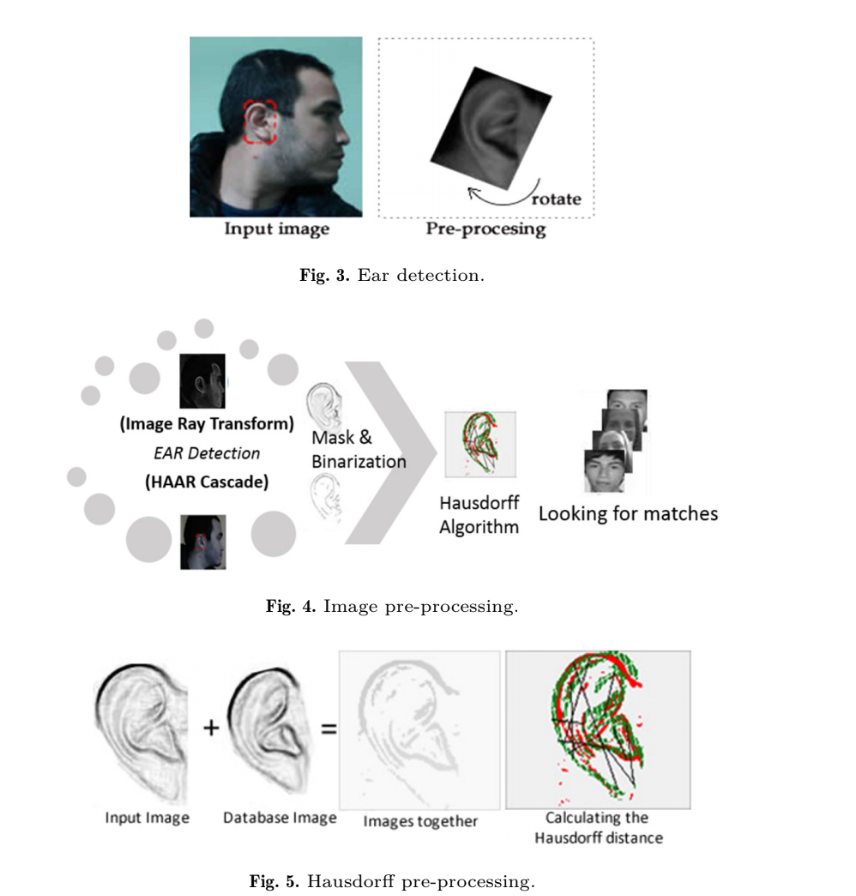 rotate
Input image
Pre-procesing
Fig. 3. Ear detection.
(Image Ray Transform)
EAR Detection
(HAAR Cascade)
Mask &
Binarization
Hausdorff
Algorithm
Looking for matches
Fig. 4. Image pre-processing.
+
=
Input Image
Database Image
Images together
Calculating the
Hausdorff distance
Fig. 5. Hausdorff pre-processing.